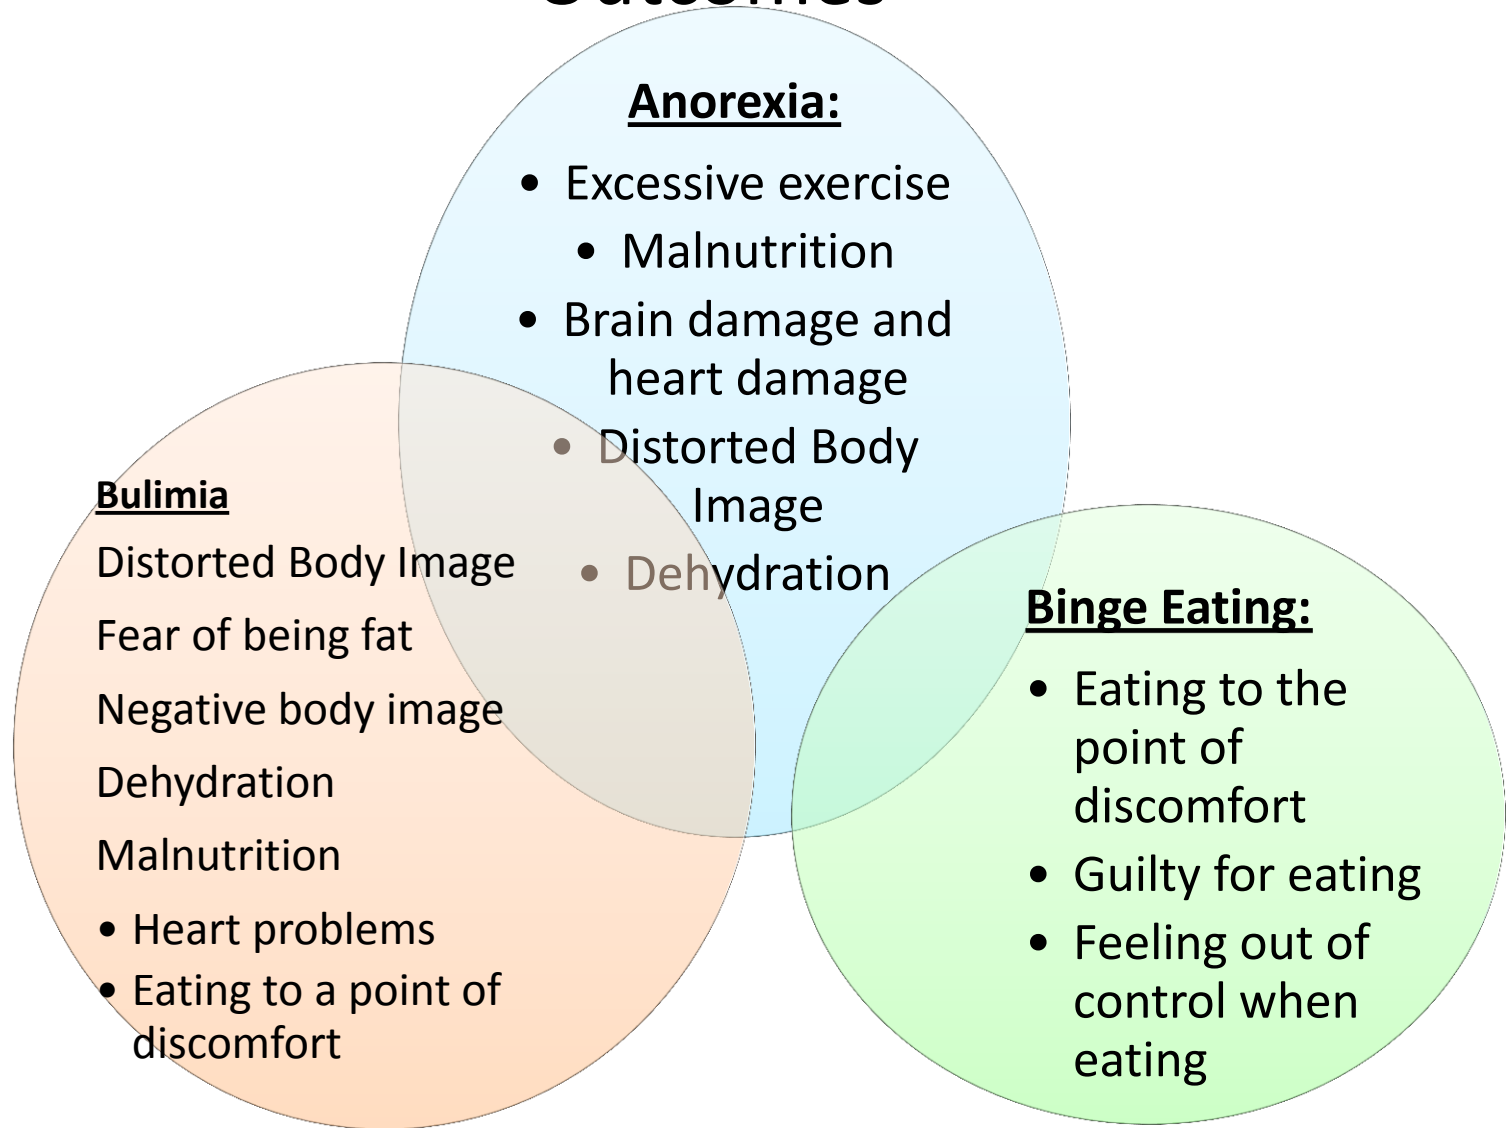 Outcomes
Anorexia:
• Excessive exercise
• Malnutrition
• Brain damage and
heart damage
• Distorted Body
Image
• Dehydration
Bulimia
Distorted Body Image
Fear of being fat
Negative body image
Dehydration
Malnutrition
• Heart problems
• Eating to a point of
discomfort
Binge Eating:
• Eating to the
point of
discomfort
• Guilty for eating
• Feeling out of
control when
eating